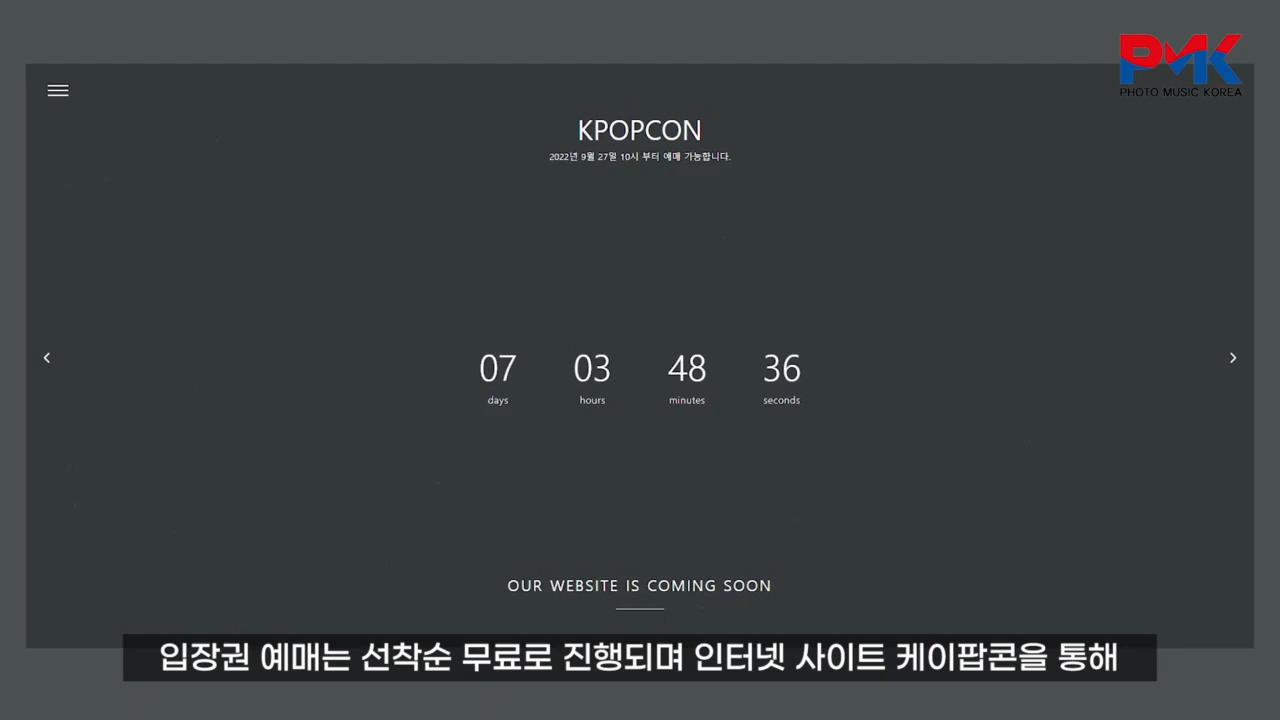 PMK
PHOTO MUSIC KOREA
KPOPCON
2022년 9월 27일 10시 부터 예매 가능합니다.
07 03 48 36
days hours minutes seconds
OUR WEBSITE IS COMING SOON
입장권 예매는 선착순 무료로 진행되며 인터넷 사이트 케이팝콘을 통해